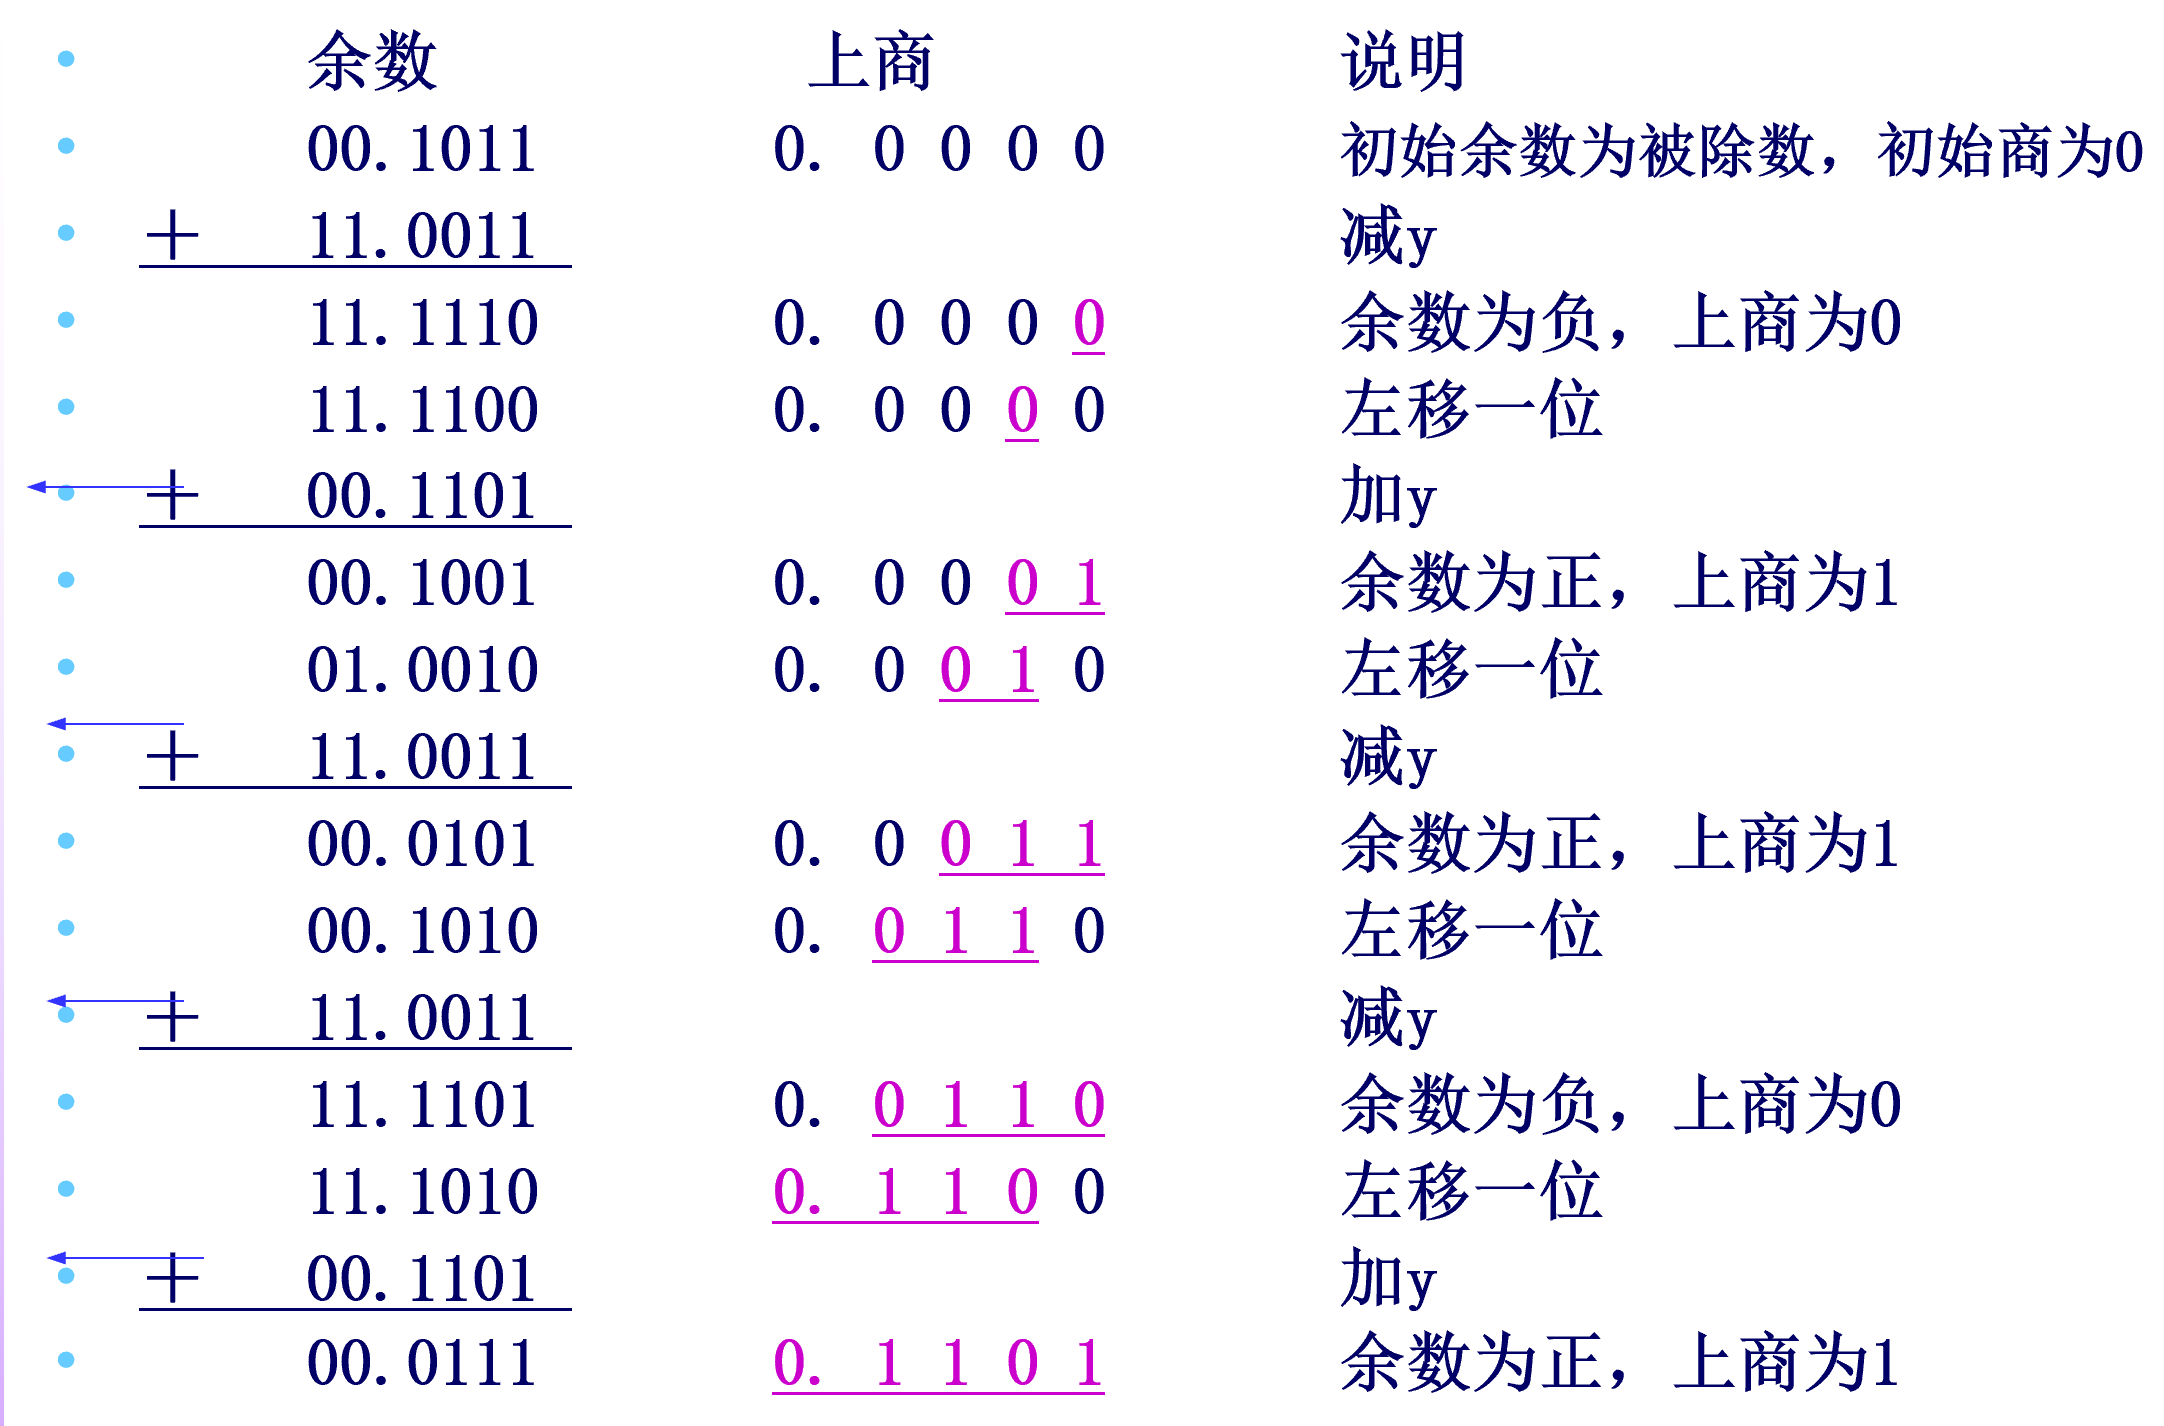 余数 上商 说明
00.1011 0. 0 0 0 0 初始余数为被除数，初始商为0
+ 11.0011 减y
11.1110 0. 0 0 0 0 余数为负，上商为0
11.1100 0. 0 0 0 0 左移一位
+ 00.1101 加y
00.1001 0. 0 0 0 1 余数为正，上商为1
01.0010 0. 0 0 1 0 左移一位
+ 11.0011 减y
00.0101 0. 0 0 1 1 余数为正，上商为1
00.1010 0. 0 1 1 0 左移一位
+ 11.0011 减y
11.1101 0. 0 1 1 0 余数为负，上商为0
11.1010 0. 1 1 0 0 左移一位
+ 00.1101 加y
00.0111 0. 1 1 0 1 余数为正，上商为1